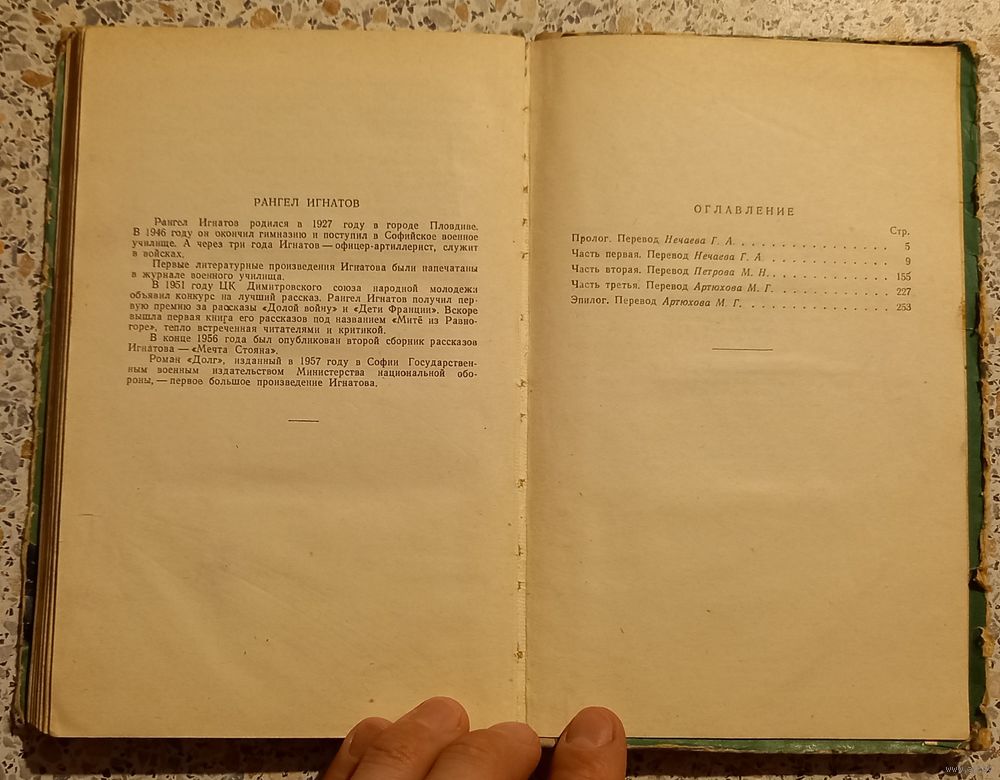 РАНГЕЛ ИГНАТОВ
Рангел Игнатов родился в 1927 году в городе Пловдиве.
В 1946 году он окончил гимназию и поступил в Софийское военное
училище. А через три года Игнатов — офицер-артиллерист, служит
в войсках.
Первые литературные произведения Игнатова были напечатаны
в журнале военного училища.
В 1951 году ЦК Димитровского союза народной молодежи
объявил конкурс на лучший рассказ. Рангел Игнатов получил пер-
вую премию за рассказы «Долой войну» и «Дети Франции». Вскоре
вышла первая книга его рассказов под названием «Митё из Равно-
горе», тепло встреченная читателями и критикой.
В конце 1956 года был опубликован второй сборник рассказов
Игнатова — «Мечта Стояна».
Роман «Долг», изданный в 1957 году в Софии Государствен-
ным военным издательством Министерства национальной обо-
роны, — первое большое произведение Игнатова.
ОГЛАВЛЕНИЕ
Стр.
Пролог. Перевод Нечаева Г. А. . . . . . . . . . . . . . . 5
Часть первая. Перевод Нечаева Г. А. . . . . . . . . . . . 9
Часть вторая. Перевод Петрова М. Н. . . . . . . . . . . . 155
Часть третья. Перевод Артюхова М. Г. . . . . . . . . . . . 227
Эпилог. Перевод Артюхова М. Г. . . . . . . . . . . . . . 253